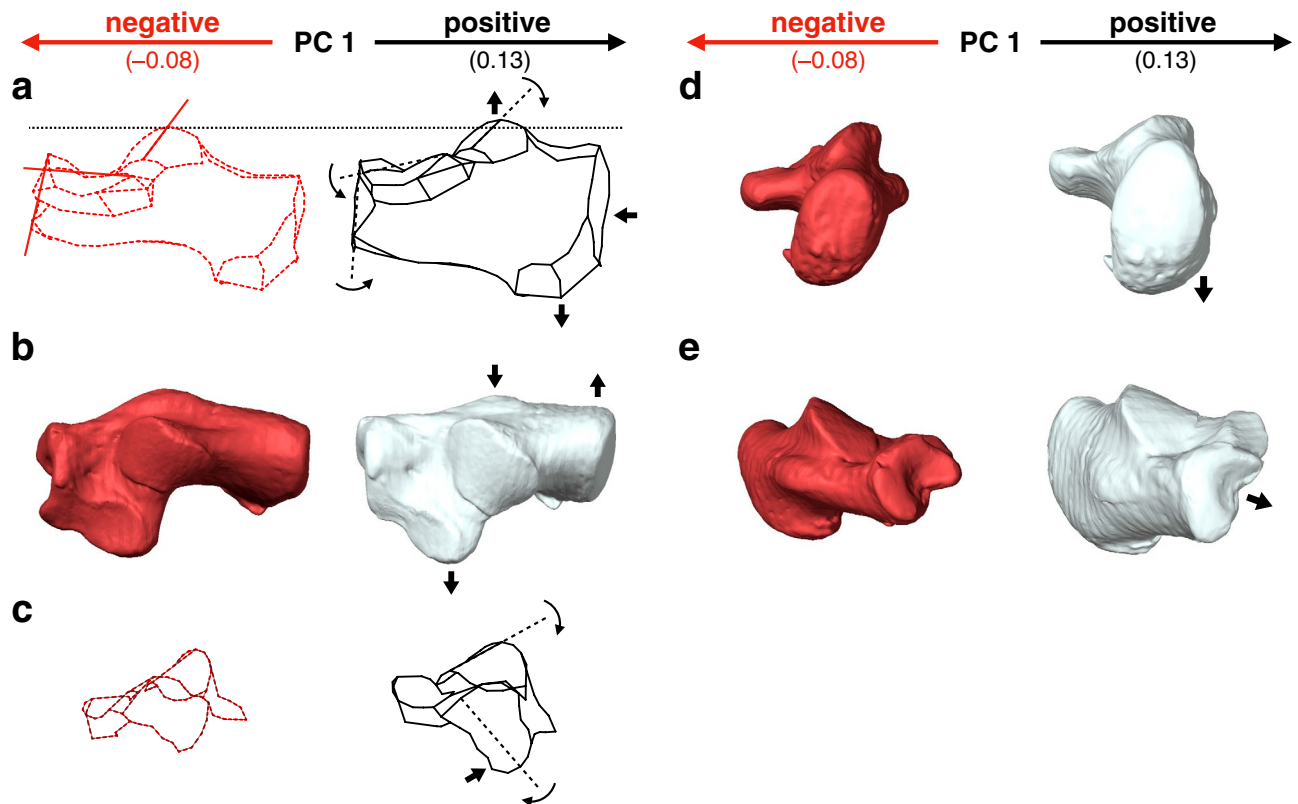 negative PC 1 positive
(–0.08) (0.13)
a
b
c
negative PC 1 positive
(–0.08) (0.13)
d
e